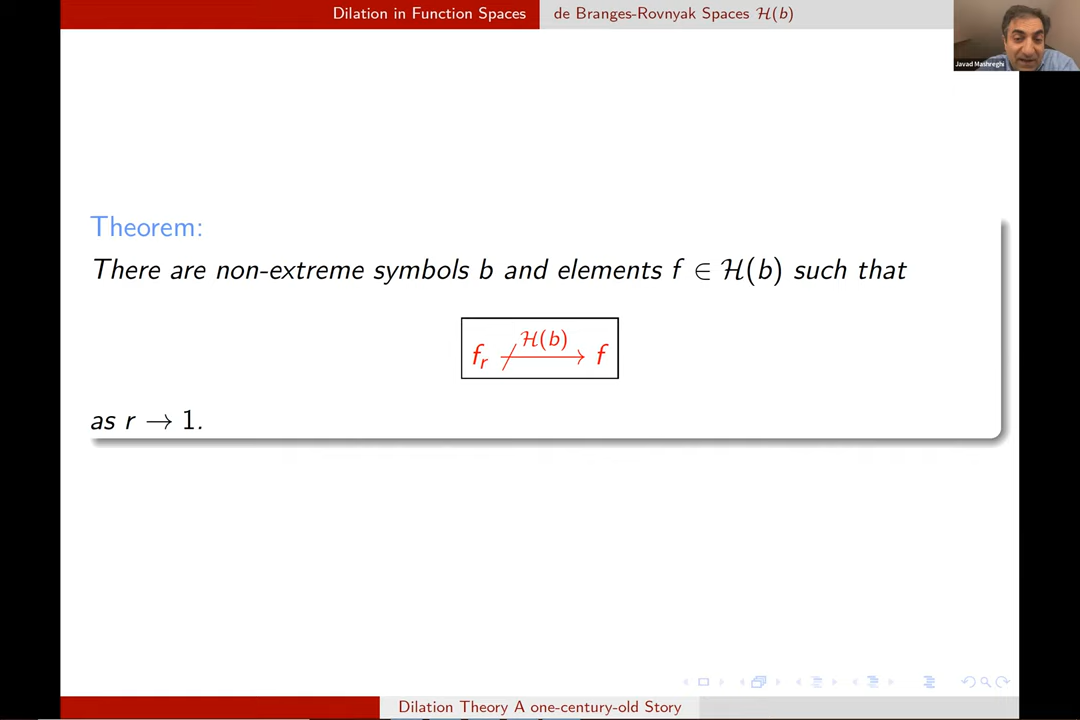 Dilation in Function Spaces de Branges-Rovnyak Spaces ℋ(b)
Javad Mashreghi
Theorem:
There are non-extreme symbols b and elements f ∈ ℋ(b) such that
ℋ(b)
fᵣ ↛ f
as r → 1.
Dilation Theory A one-century-old Story